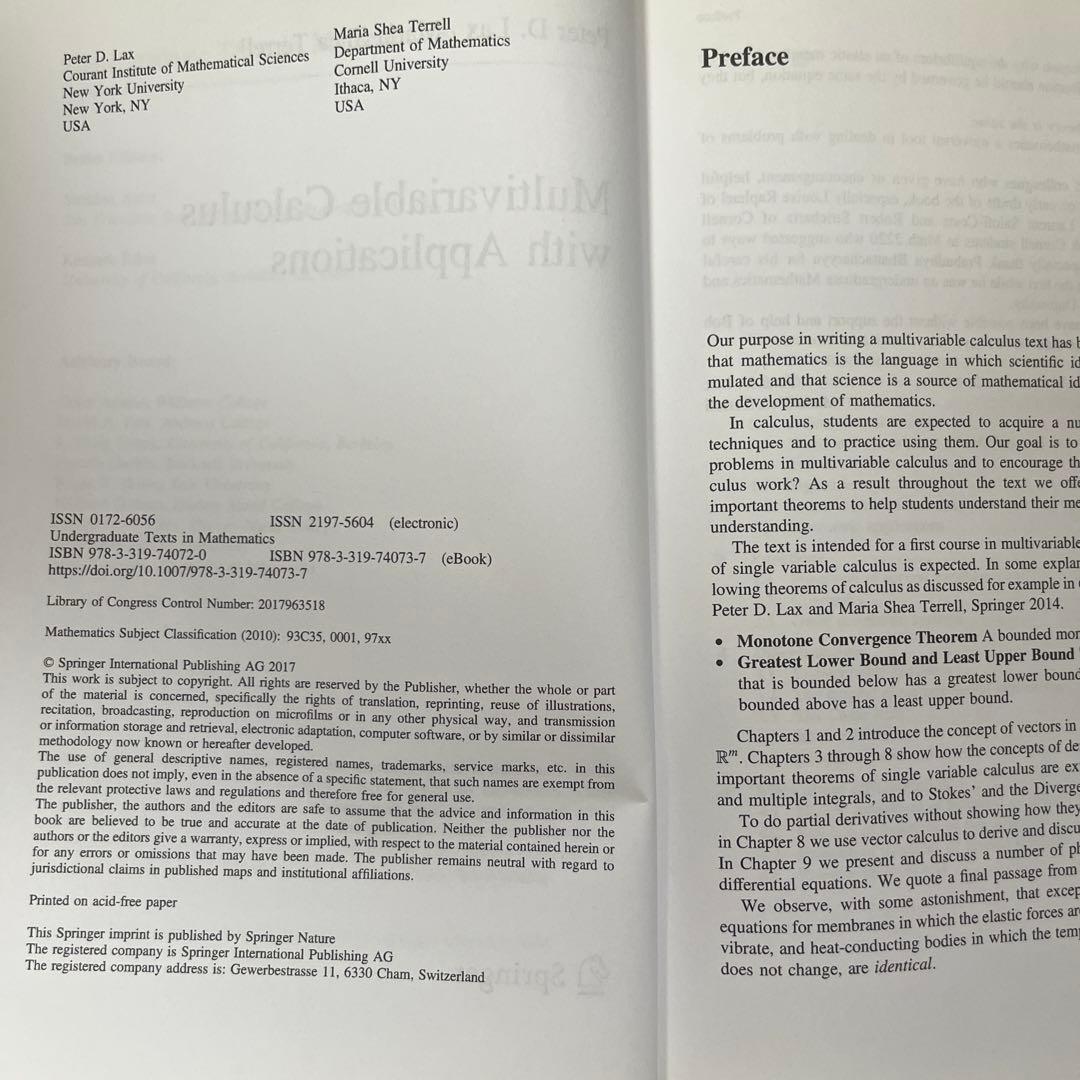 Peter D. Lax
Courant Institute of Mathematical Sciences
New York University
New York, NY
USA
Maria Shea Terrell
Department of Mathematics
Cornell University
Ithaca, NY
USA
Multivariable Calculus
with Applications
ISSN 0172-6056 ISSN 2197-5604 (electronic)
Undergraduate Texts in Mathematics
ISBN 978-3-319-74072-0 ISBN 978-3-319-74073-7 (eBook)
https://doi.org/10.1007/978-3-319-74073-7
Library of Congress Control Number: 2017963518
Mathematics Subject Classification (2010): 93C35, 0001, 97xx
© Springer International Publishing AG 2017
This work is subject to copyright. All rights are reserved by the Publisher, whether the whole or part
of the material is concerned, specifically the rights of translation, reprinting, reuse of illustrations,
recitation, broadcasting, reproduction on microfilms or in any other physical way, and transmission
or information storage and retrieval, electronic adaptation, computer software, or by similar or dissimilar
methodology now known or hereafter developed.
The use of general descriptive names, registered names, trademarks, service marks, etc. in this
publication does not imply, even in the absence of a specific statement, that such names are exempt from
the relevant protective laws and regulations and therefore free for general use.
The publisher, the authors and the editors are safe to assume that the advice and information in this
book are believed to be true and accurate at the date of publication. Neither the publisher nor the
authors or the editors give a warranty, express or implied, with respect to the material contained herein or
for any errors or omissions that may have been made. The publisher remains neutral with regard to
jurisdictional claims in published maps and institutional affiliations.
Printed on acid-free paper
This Springer imprint is published by Springer Nature
The registered company is Springer International Publishing AG
The registered company address is: Gewerbestrasse 11, 6330 Cham, Switzerland
Preface
Our purpose in writing a multivariable calculus text has
that mathematics is the language in which scientific
mulated and that science is a source of mathematical
the development of mathematics.
In calculus, students are expected to acquire a
techniques and to practice using them. Our goal is to
problems in multivariable calculus and to encourage
culus work? As a result throughout the text we
important theorems to help students understand their
understanding.
The text is intended for a first course in multivariable
of single variable calculus is expected. In some
lowing theorems of calculus as discussed for example in
Peter D. Lax and Maria Shea Terrell, Springer 2014.
• Monotone Convergence Theorem A bounded
• Greatest Lower Bound and Least Upper Bound
that is bounded below has a greatest lower
bounded above has a least upper bound.
Chapters 1 and 2 introduce the concept of vectors in
ℝᵐ. Chapters 3 through 8 show how the concepts of
important theorems of single variable calculus are
and multiple integrals, and to Stokes' and the
To do partial derivatives without showing how they
in Chapter 8 we use vector calculus to derive and
In Chapter 9 we present and discuss a number of
differential equations. We quote a final passage from
We observe, with some astonishment, that
equations for membranes in which the elastic forces
vibrate, and heat-conducting bodies in which the
does not change, are identical.